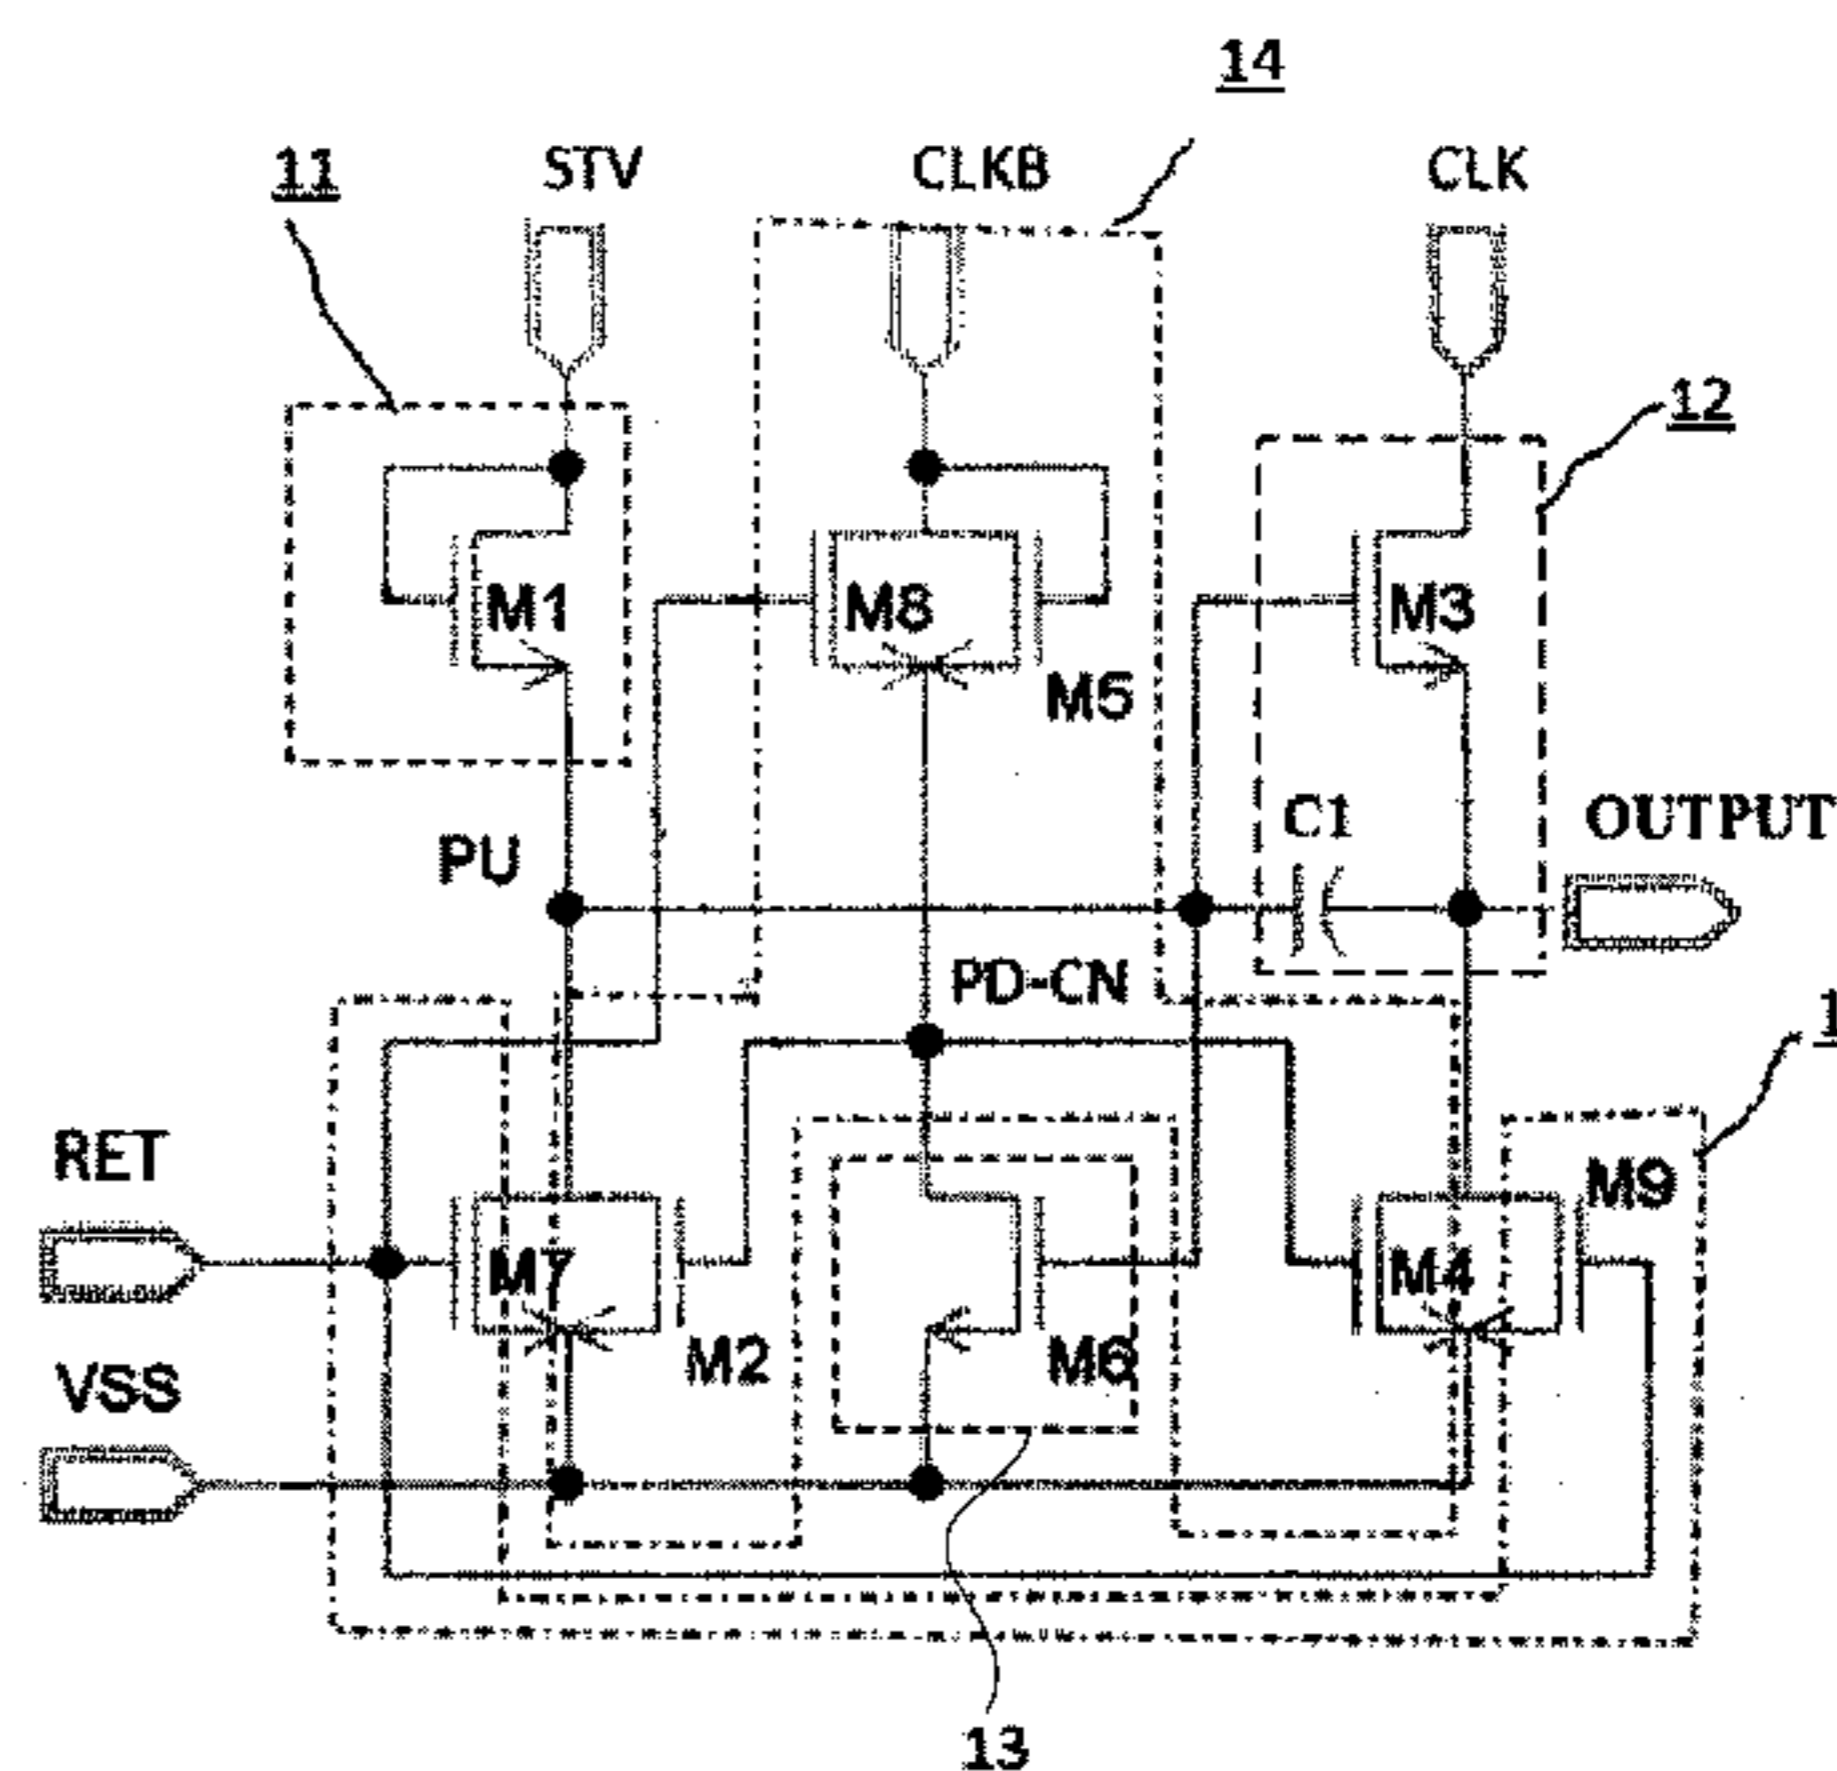 14
11 STV CLKB CLK
12
M1 M8 M3
M5
C1 OUTPUT
PU
PD-CN
1
RET M9
M7 M4
M2 M6
VSS
13